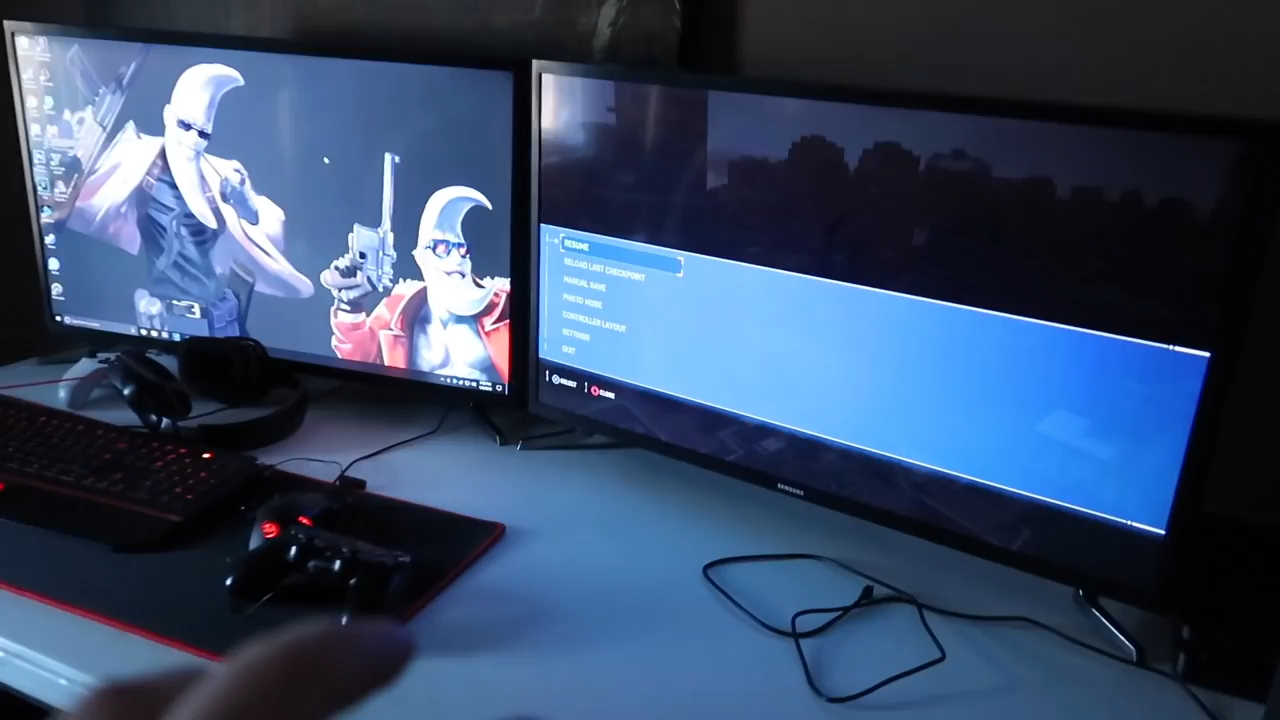 RESUME
RELOAD LAST CHECKPOINT
MANUAL SAVE
PHOTO MODE
CONTROLLER LAYOUT
SETTINGS
QUIT
SELECT
CLOSE
SAMSUNG